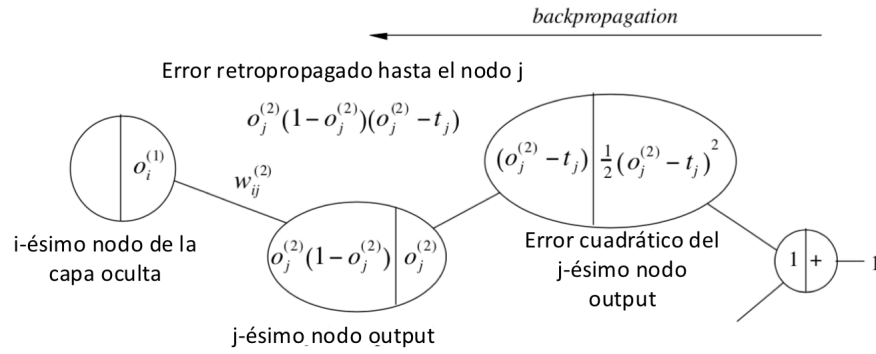 backpropagation
Error retropropagado hasta el nodo j
o_j^{(2)}(1−o_j^{(2)})(o_j^{(2)} −t_j)
o_i^{(1)}
w_{ij}^{(2)}
(o_j^{(2)} −t_j) ½(o_j^{(2)} −t_j)^2
i-ésimo nodo de la
capa oculta
o_j^{(2)}(1−o_j^{(2)}) o_j^{(2)}
Error cuadrático del
j-ésimo nodo
output
1 + 1
j-ésimo nodo output